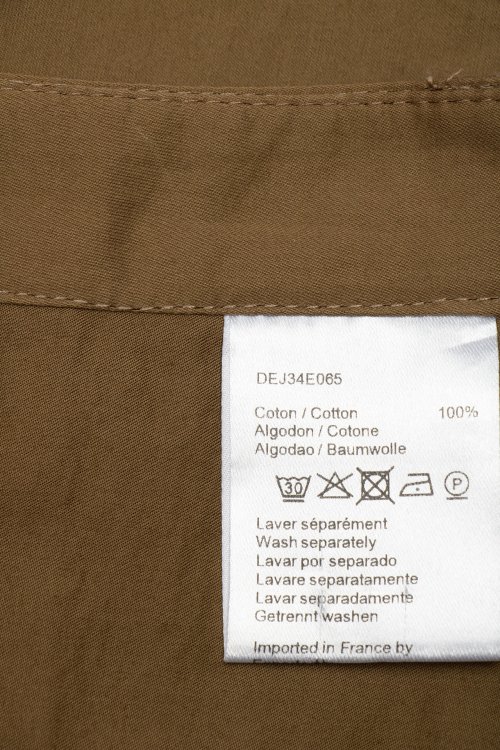 DEJ34E065
Coton / Cotton 100%
Algodon / Cotone
Algodao / Baumwolle
30 P
Laver séparément
Wash separately
Lavar por separado
Lavare separatamente
Lavar separadamente
Getrennt washen
Imported in France by